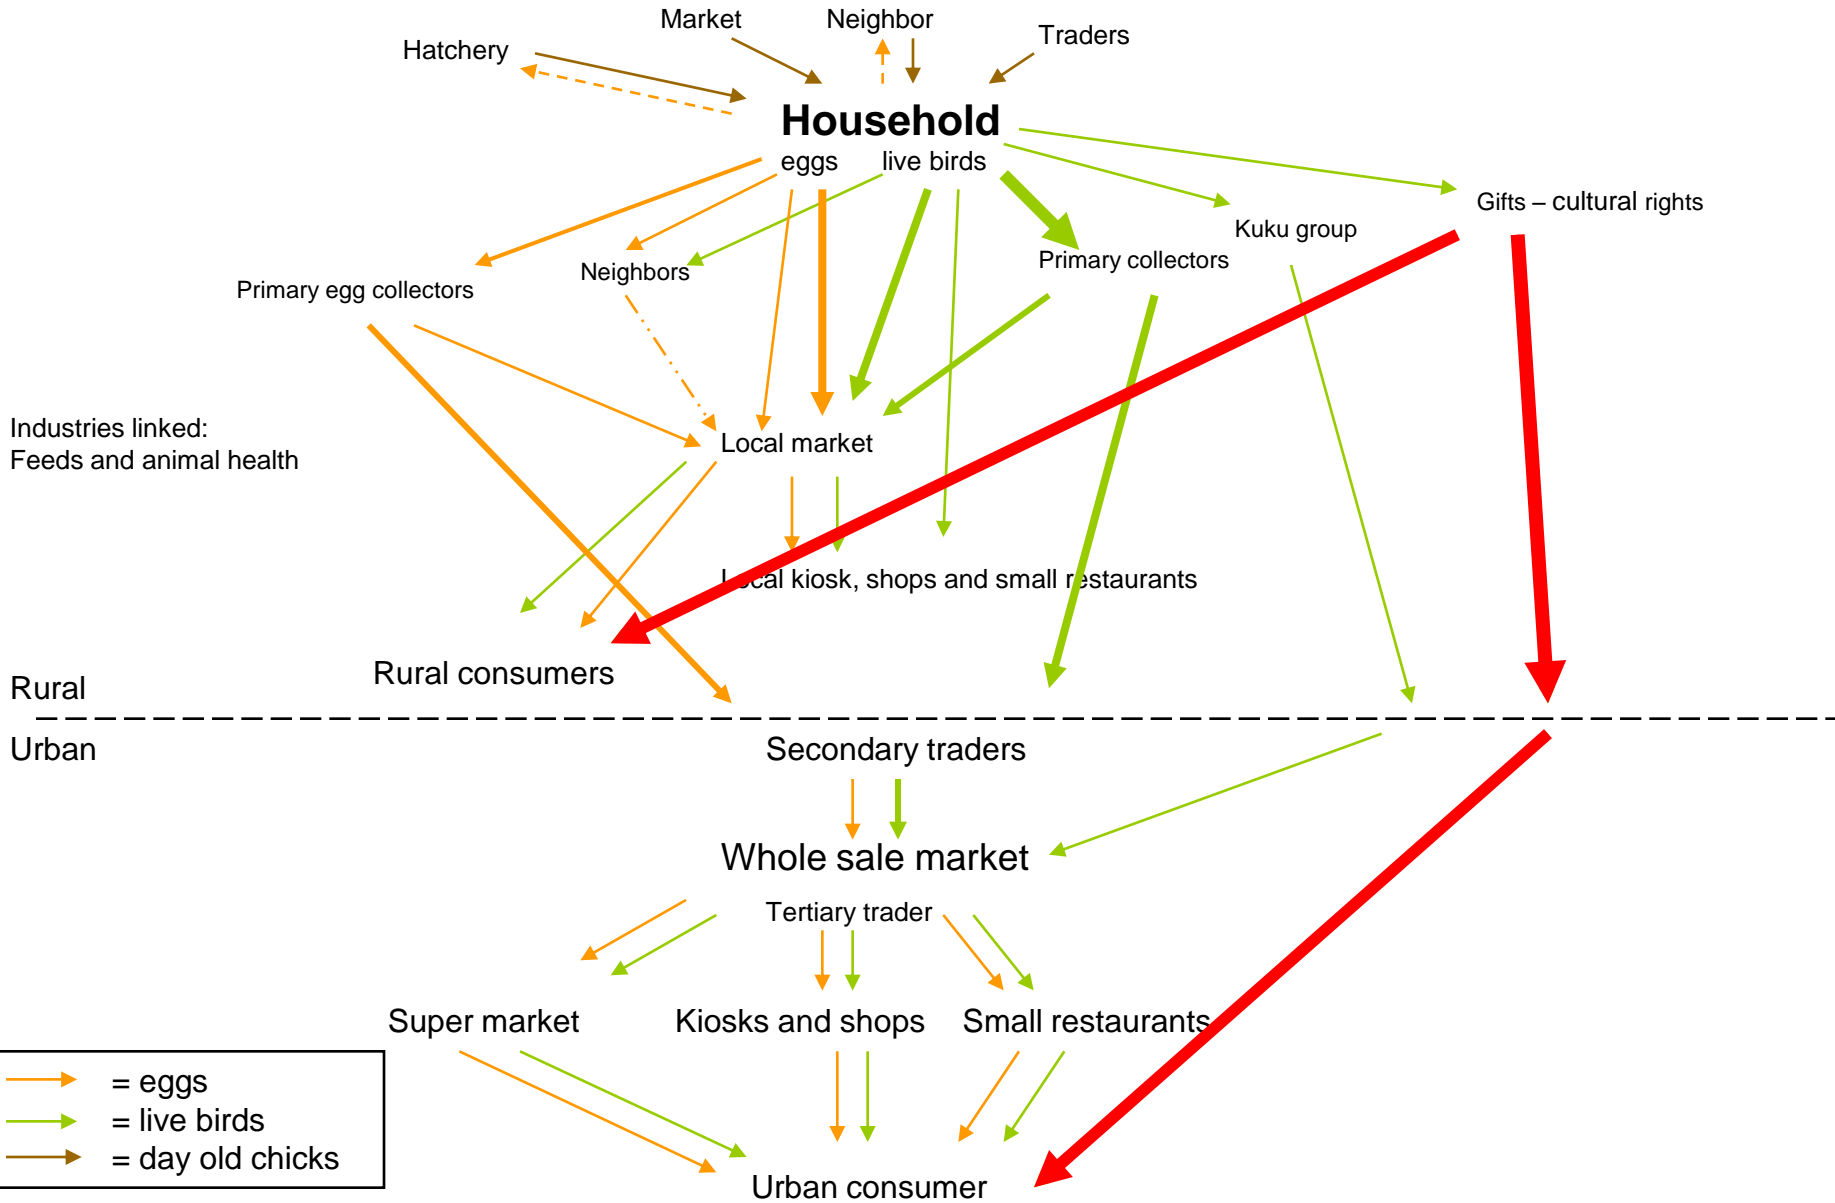 Market
Neighbor
Traders
Hatchery
Household
eggs
live birds
Gifts – cultural rights
Kuku group
Primary collectors
Neighbors
Primary egg collectors
Industries linked:
Feeds and animal health
Local market
Local kiosk, shops and small restaurants
Rural consumers
Rural
Urban
Secondary traders
Whole sale market
Tertiary trader
Super market
Kiosks and shops
Small restaurants
= eggs
= live birds
= day old chicks
Urban consumer